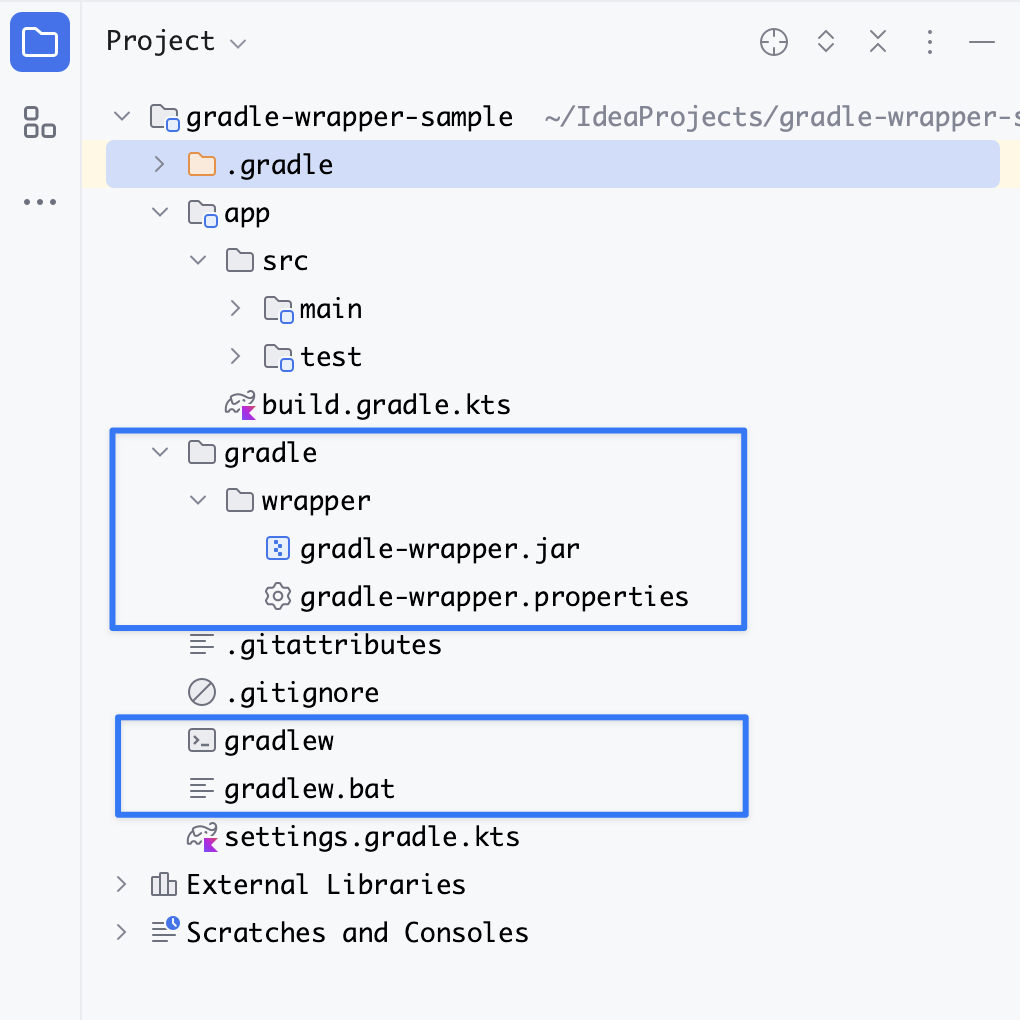 Project
gradle-wrapper-sample ~/IdeaProjects/gradle-wrapper-s
.gradle
app
src
main
test
build.gradle.kts
gradle
wrapper
gradle-wrapper.jar
gradle-wrapper.properties
.gitattributes
.gitignore
gradlew
gradlew.bat
settings.gradle.kts
External Libraries
Scratches and Consoles